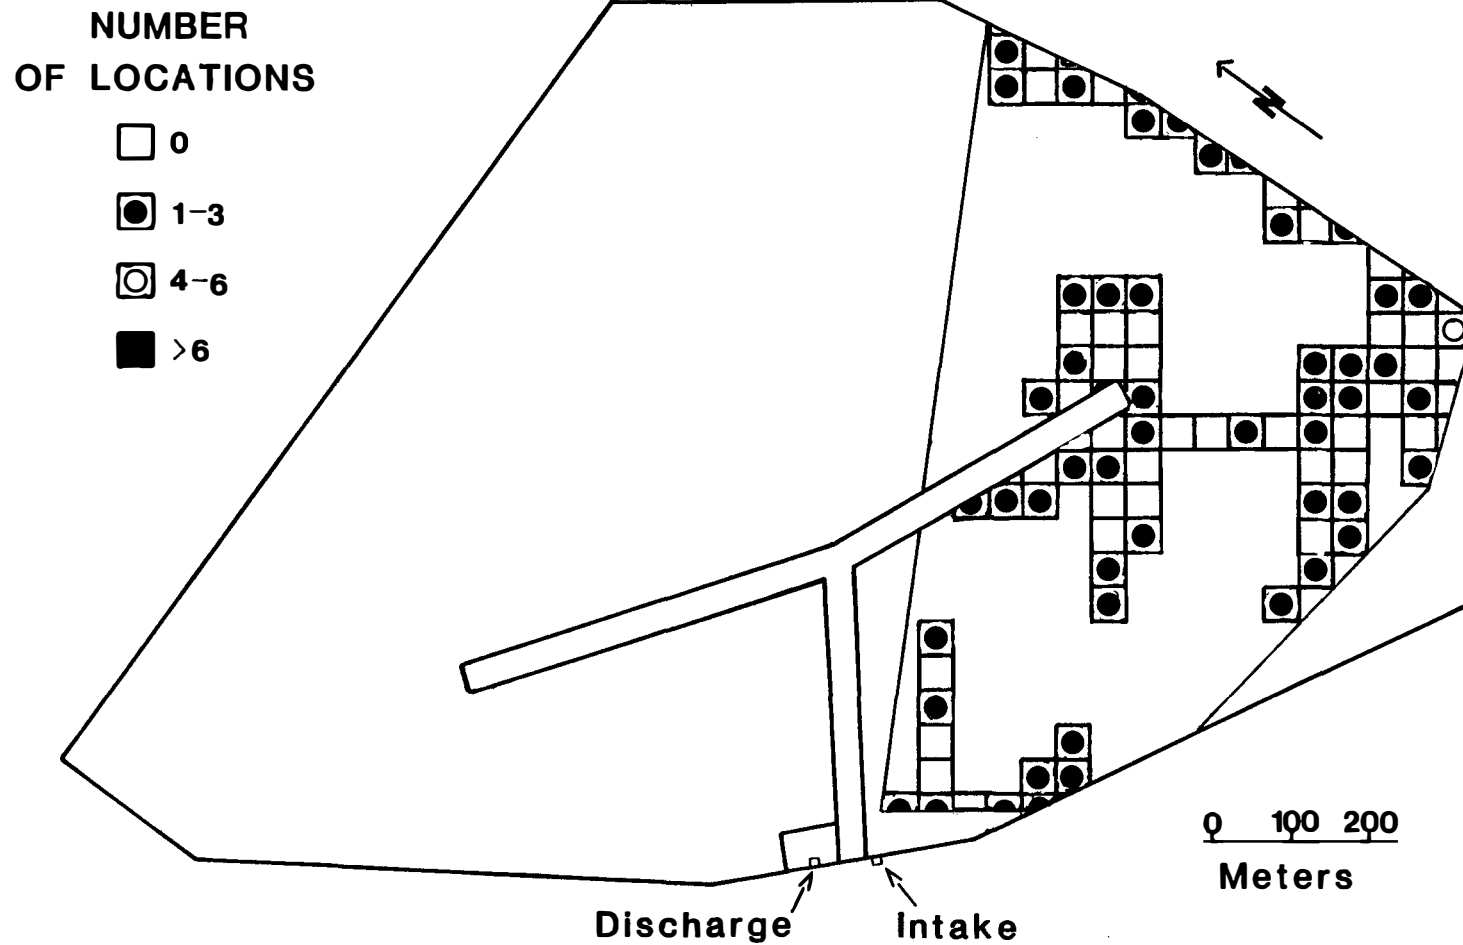 NUMBER
OF LOCATIONS
0
1-3
4-6
>6
N
0 100 200
Meters
Discharge
Intake